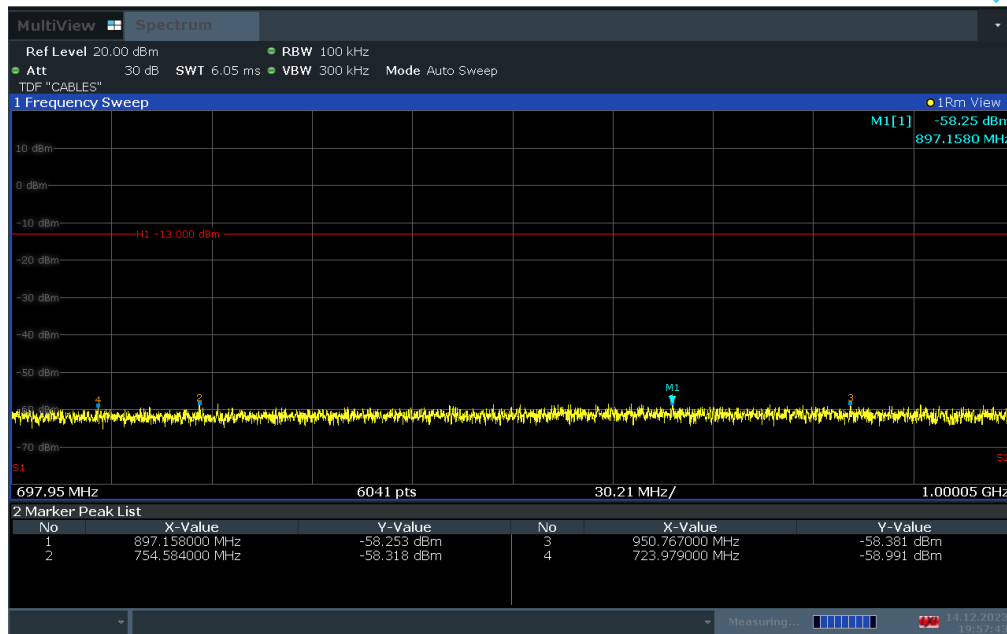 MultiView Spectrum
Ref Level 20.00 dBm RBW 100 kHz
Att 30 dB SWT 6.05 ms VBW 300 kHz Mode Auto Sweep
TDF "CABLES"
1 Frequency Sweep 1Rm View
M1[1] -58.25 dBm
897.1580 MHz
10 dBm
0 dBm
-10 dBm
H1 -13.000 dBm
-20 dBm
-30 dBm
-40 dBm
-50 dBm
M1
4 2 3
-70 dBm
S1 S2
697.95 MHz 6041 pts 30.21 MHz/ 1.00005 GHz
2 Marker Peak List
No X-Value Y-Value No X-Value Y-Value
1 897.158000 MHz -58.253 dBm 3 950.767000 MHz -58.381 dBm
2 754.584000 MHz -58.318 dBm 4 723.979000 MHz -58.991 dBm
Measuring... 14.12.2023